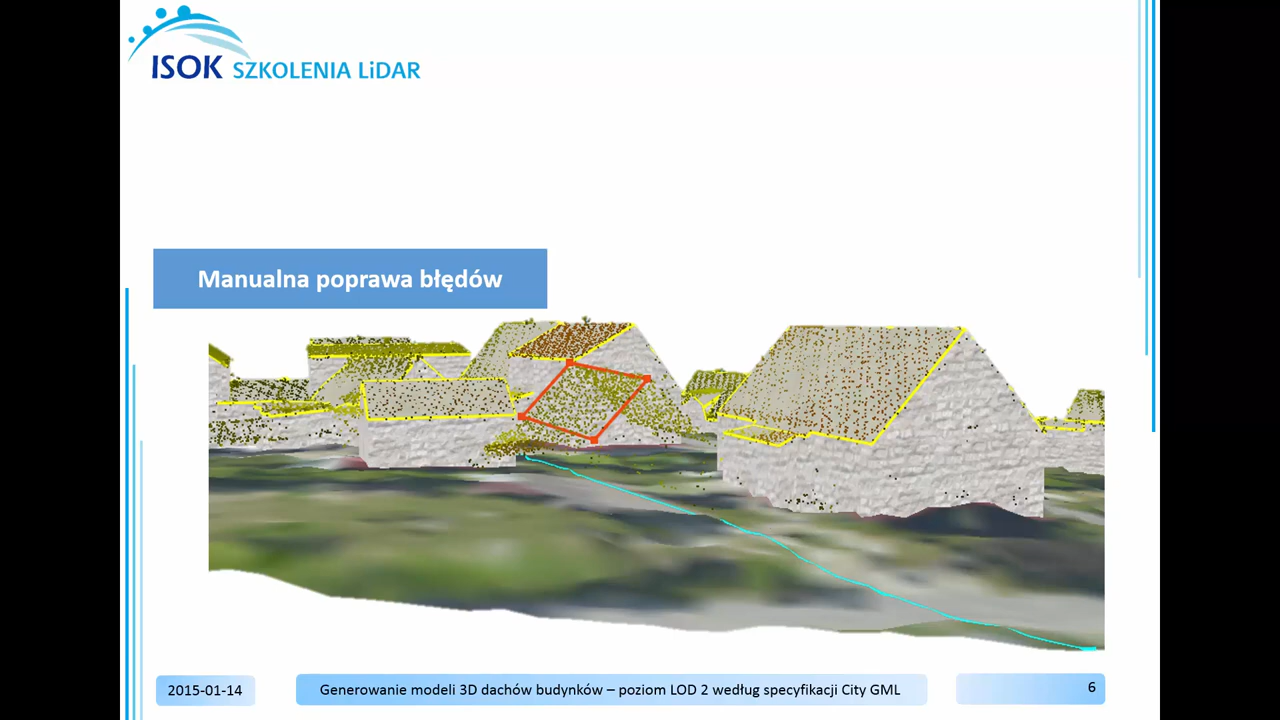 ISOK SZKOLENIA LiDAR
Manualna poprawa błędów
2015-01-14
Generowanie modeli 3D dachów budynków – poziom LOD 2 według specyfikacji City GML
6